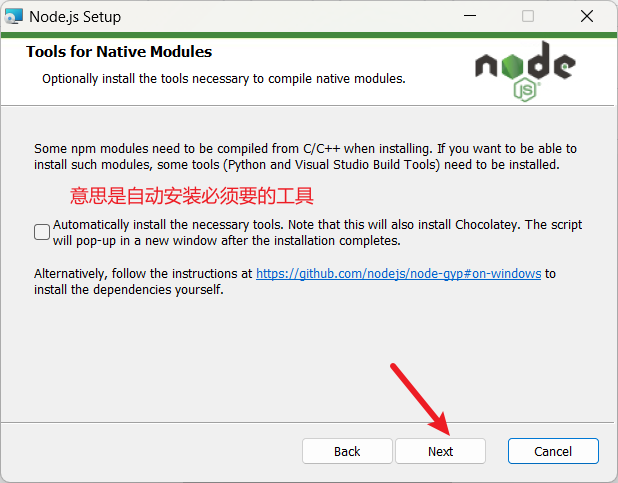 Node.js Setup
Tools for Native Modules
Optionally install the tools necessary to compile native modules.
node
JS
Some npm modules need to be compiled from C/C++ when installing. If you want to be able to
install such modules, some tools (Python and Visual Studio Build Tools) need to be installed.
意思是自动安装必须要的工具
Automatically install the necessary tools. Note that this will also install Chocolatey. The script
will pop-up in a new window after the installation completes.
Alternatively, follow the instructions at https://github.com/nodejs/node-gyp#on-windows to
install the dependencies yourself.
Back Next Cancel